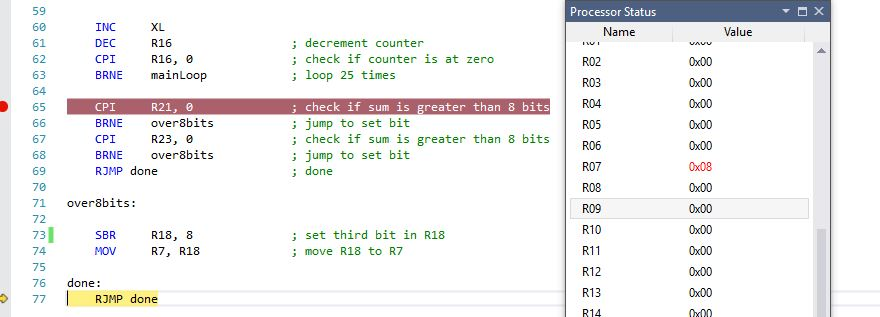 59
60 INC XL
61 DEC R16 ; decrement counter
62 CPI R16, 0 ; check if counter is at zero
63 BRNE mainLoop ; loop 25 times
64
65 CPI R21, 0 ; check if sum is greater than 8 bits
66 BRNE over8bits ; jump to set bit
67 CPI R23, 0 ; check if sum is greater than 8 bits
68 BRNE over8bits ; jump to set bit
69 RJMP done ; done
70
71 over8bits:
72
73 SBR R18, 8 ; set third bit in R18
74 MOV R7, R18 ; move R18 to R7
75
76 done:
77 RJMP done
Processor Status
Name Value
R01 0x00
R02 0x00
R03 0x00
R04 0x00
R05 0x00
R06 0x00
R07 0x08
R08 0x00
R09 0x00
R10 0x00
R11 0x00
R12 0x00
R13 0x00
R14 0x00